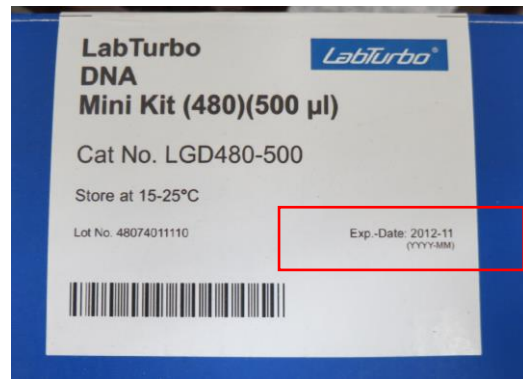 LabTurbo
LabTurbo®
DNA
Mini Kit (480)(500 µl)
Cat No. LGD480-500
Store at 15-25°C
Lot No. 48074011110
Exp.-Date: 2012-11
(YYYY-MM)